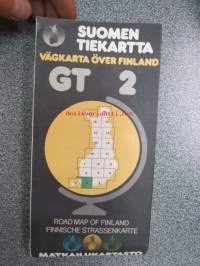 SUOMEN
TIEKARTTA
VÄGKARTA ÖVER FINLAND
GT 2
ROAD MAP OF FINLAND
FINNISCHE STRASSENKARTE
MATKAILUKARTASTO